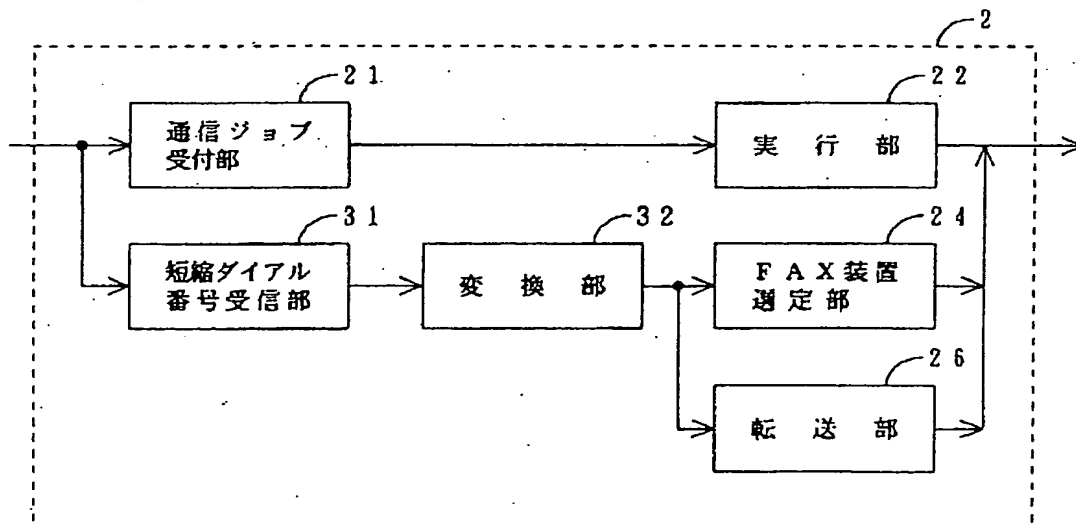 2
21
通信ジョブ
受付部
22
実行部
31
短縮ダイアル
番号受信部
32
変換部
24
FAX装置
選定部
26
転送部